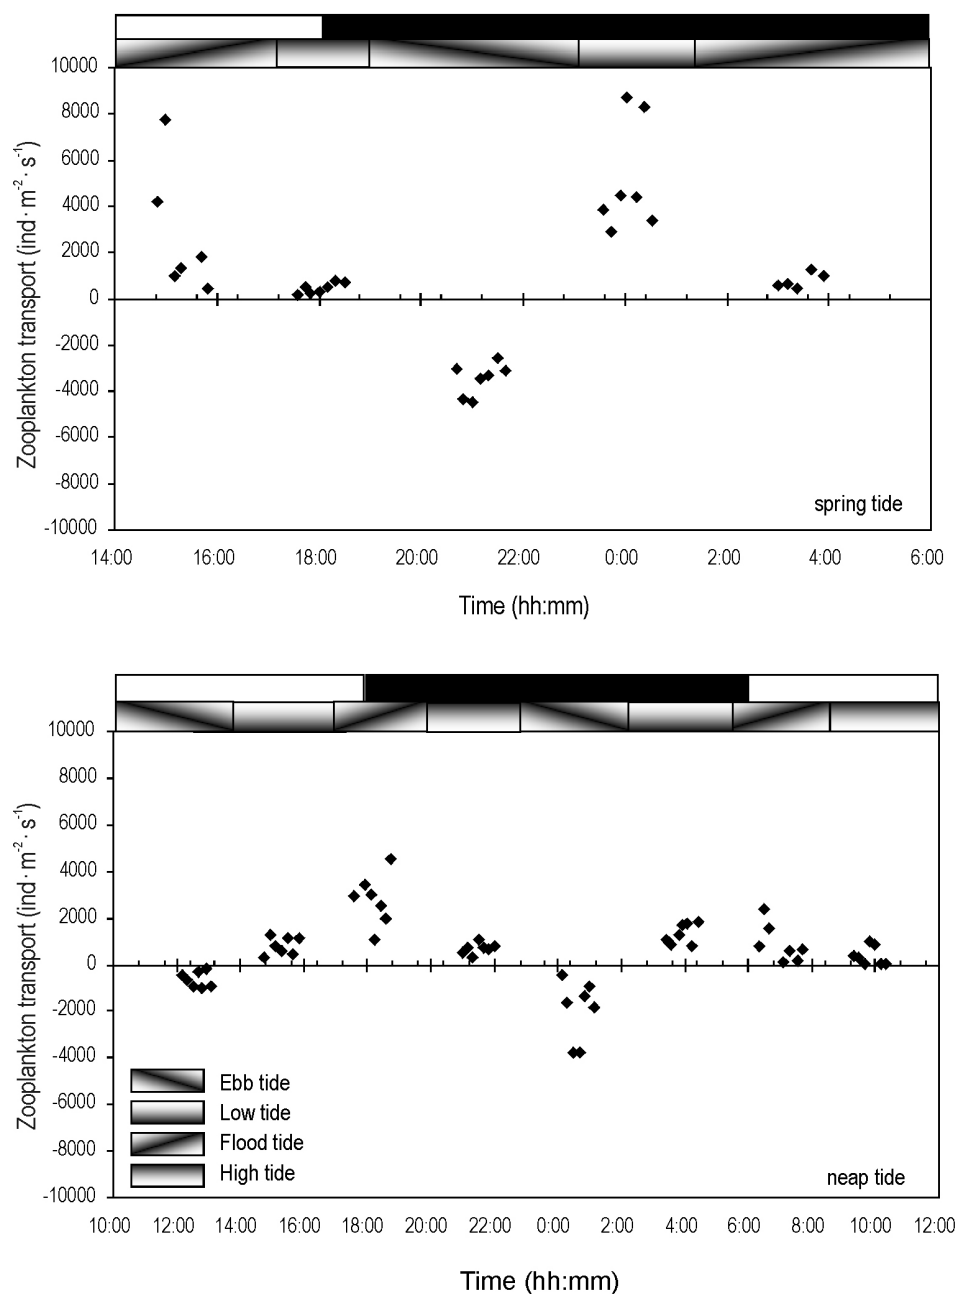 10000
8000
6000
4000
2000
0
-2000
-4000
-6000
-8000
-10000
Zooplankton transport (ind · m⁻² · s⁻¹)
spring tide
14:00 16:00 18:00 20:00 22:00 0:00 2:00 4:00 6:00
Time (hh:mm)
10000
8000
6000
4000
2000
0
-2000
-4000
-6000
-8000
-10000
Zooplankton transport (ind · m⁻² · s⁻¹)
Ebb tide
Low tide
Flood tide
High tide
neap tide
10:00 12:00 14:00 16:00 18:00 20:00 22:00 0:00 2:00 4:00 6:00 8:00 10:00 12:00
Time (hh:mm)